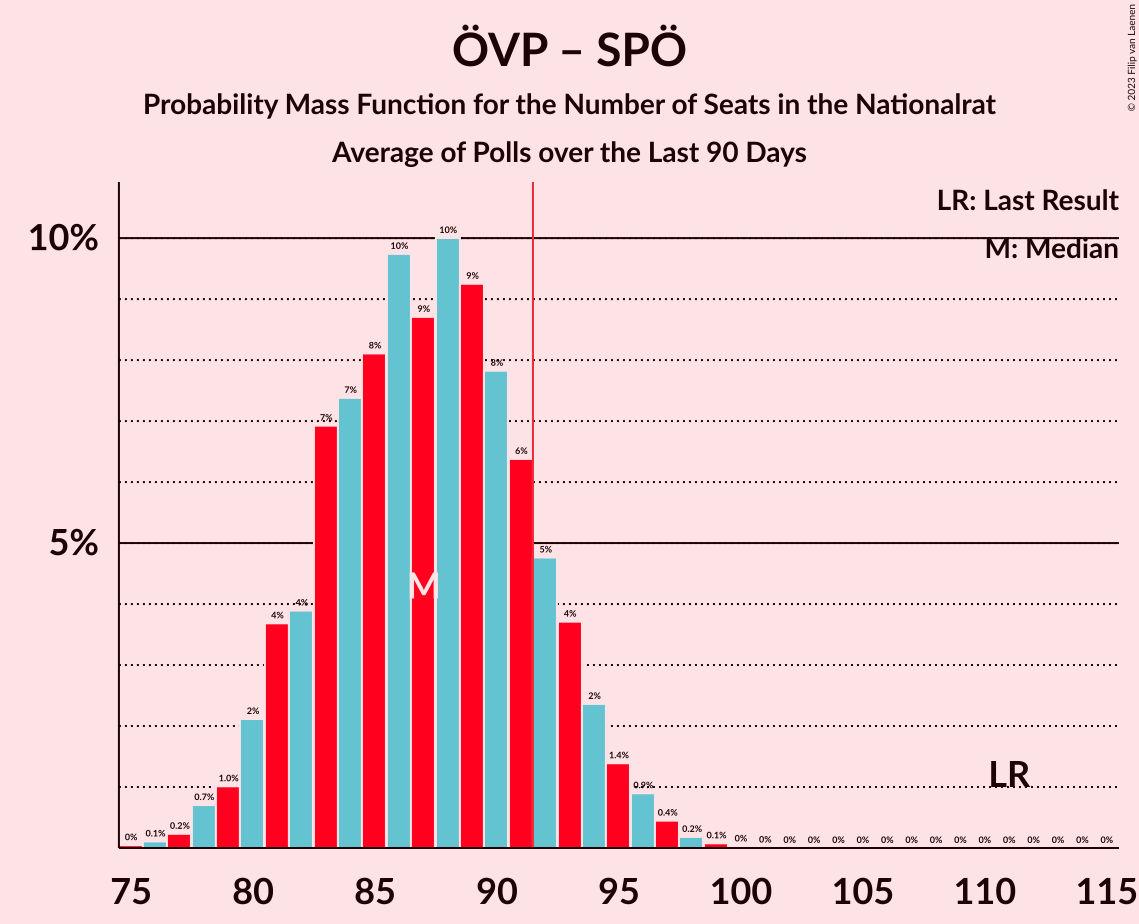 ÖVP – SPÖ
Probability Mass Function for the Number of Seats in the Nationalrat
Average of Polls over the Last 90 Days
© 2023 Filip van Laenen
LR: Last Result
M: Median
10%
5%
0% 0.1% 0.2% 0.7% 1.0% 2% 4% 4% 7% 7% 8% 10% 9% 10% 9% 8% 6% 5% 4% 2% 1.4% 0.9% 0.4% 0.2% 0.1% 0% 0% 0% 0% 0% 0% 0% 0% 0% 0% 0% 0% 0% 0% 0% 0%
M
LR
75 80 85 90 95 100 105 110 115